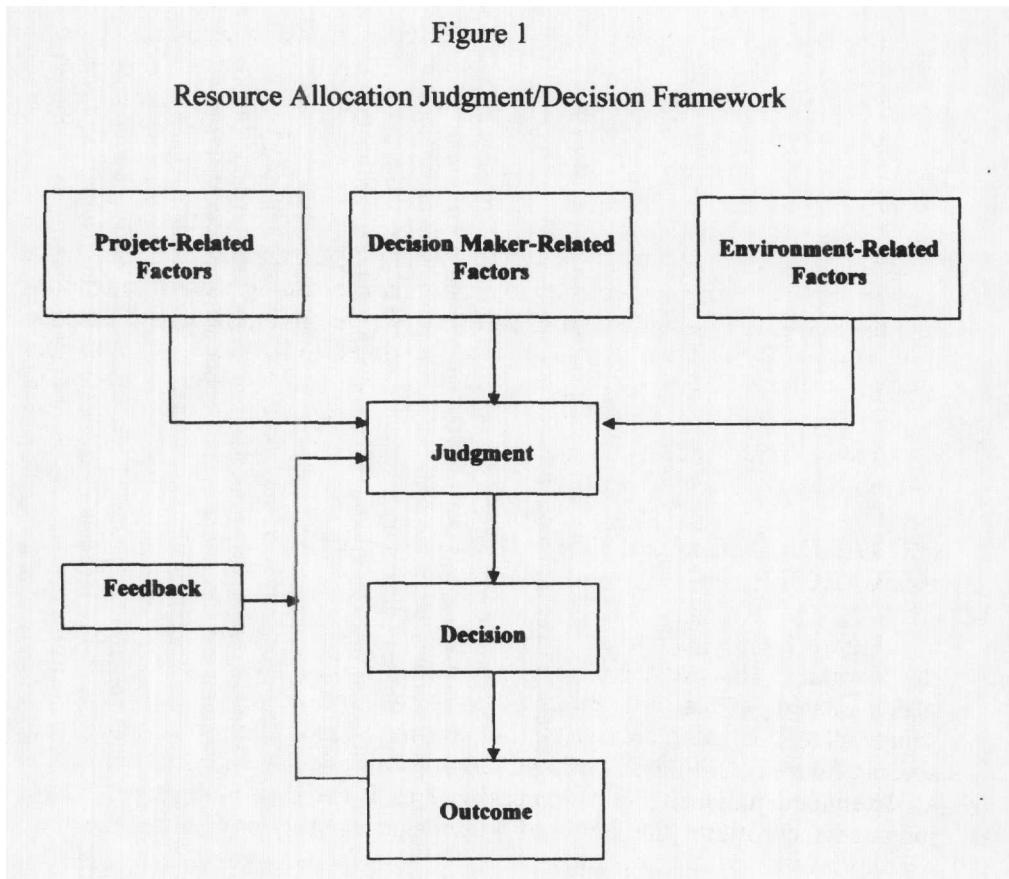 Figure 1
Resource Allocation Judgment/Decision Framework
Project-Related
Factors
Decision Maker-Related
Factors
Environment-Related
Factors
Judgment
Feedback
Decision
Outcome